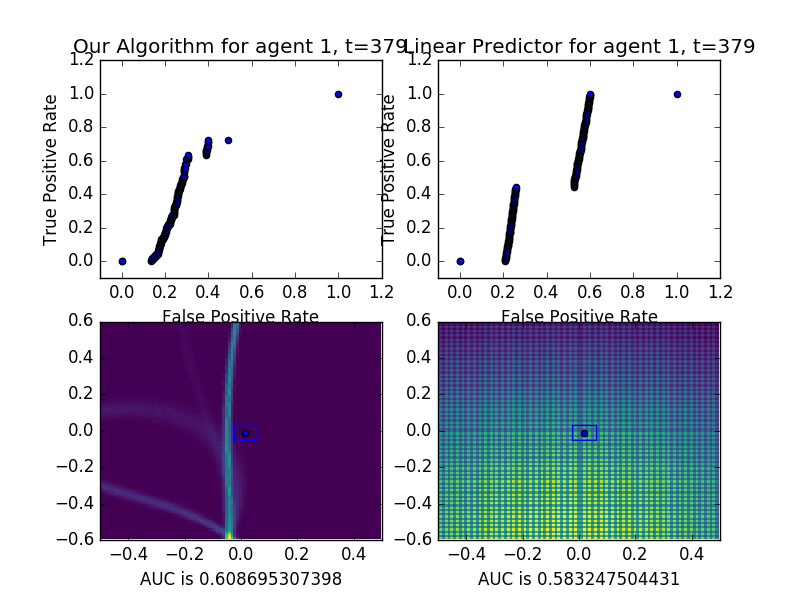 Our Algorithm for agent 1, t=379
Linear Predictor for agent 1, t=379
1.2
1.0
0.8
0.6
0.4
0.2
0.0
True Positive Rate
0.0 0.2 0.4 0.6 0.8 1.0 1.2
False Positive Rate
1.2
1.0
0.8
0.6
0.4
0.2
0.0
True Positive Rate
0.0 0.2 0.4 0.6 0.8 1.0 1.2
False Positive Rate
0.6
0.4
0.2
0.0
−0.2
−0.4
−0.6
−0.4 −0.2 0.0 0.2 0.4
AUC is 0.608695307398
0.6
0.4
0.2
0.0
−0.2
−0.4
−0.6
−0.4 −0.2 0.0 0.2 0.4
AUC is 0.583247504431